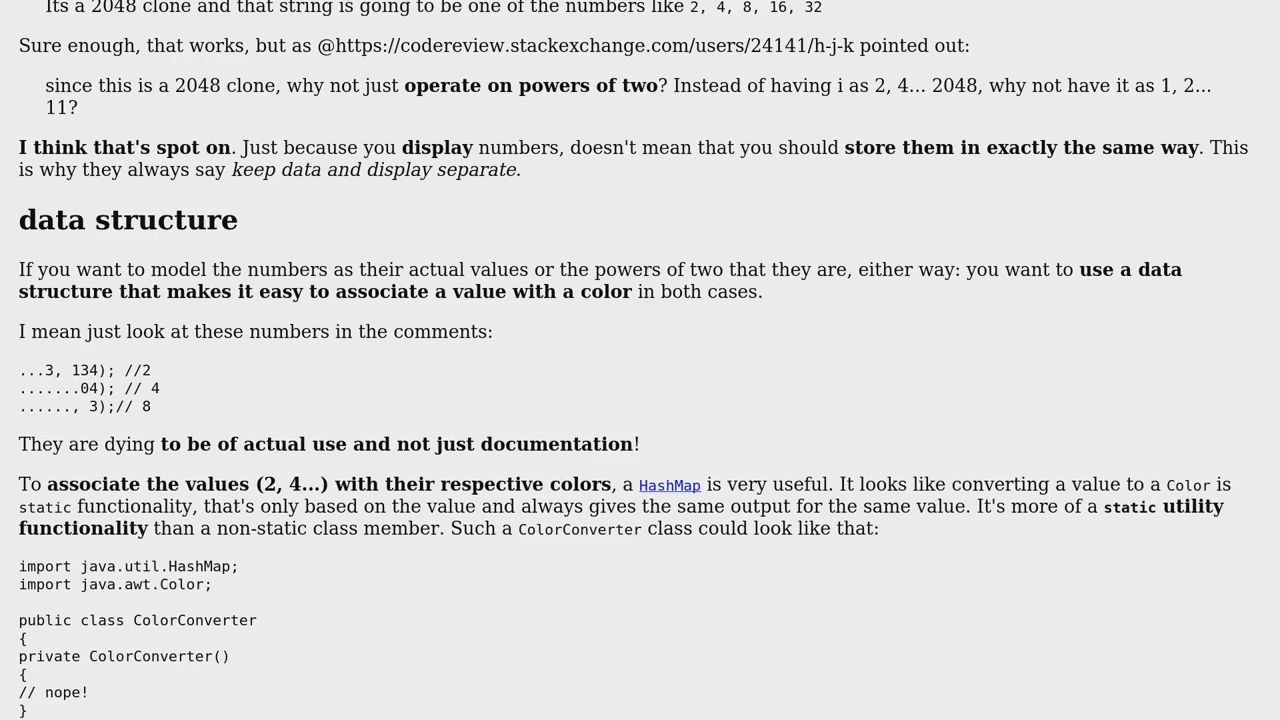 Its a 2048 clone and that string is going to be one of the numbers like 2, 4, 8, 16, 32
Sure enough, that works, but as @https://codereview.stackexchange.com/users/24141/h-j-k pointed out:
since this is a 2048 clone, why not just operate on powers of two? Instead of having i as 2, 4... 2048, why not have it as 1, 2...
11?
I think that's spot on. Just because you display numbers, doesn't mean that you should store them in exactly the same way. This
is why they always say keep data and display separate.
data structure
If you want to model the numbers as their actual values or the powers of two that they are, either way: you want to use a data
structure that makes it easy to associate a value with a color in both cases.
I mean just look at these numbers in the comments:
...3, 134); //2
.......04); // 4
......, 3);// 8
They are dying to be of actual use and not just documentation!
To associate the values (2, 4...) with their respective colors, a HashMap is very useful. It looks like converting a value to a Color is
static functionality, that's only based on the value and always gives the same output for the same value. It's more of a static utility
functionality than a non-static class member. Such a ColorConverter class could look like that:
import java.util.HashMap;
import java.awt.Color;
public class ColorConverter
{
private ColorConverter()
{
// nope!
}